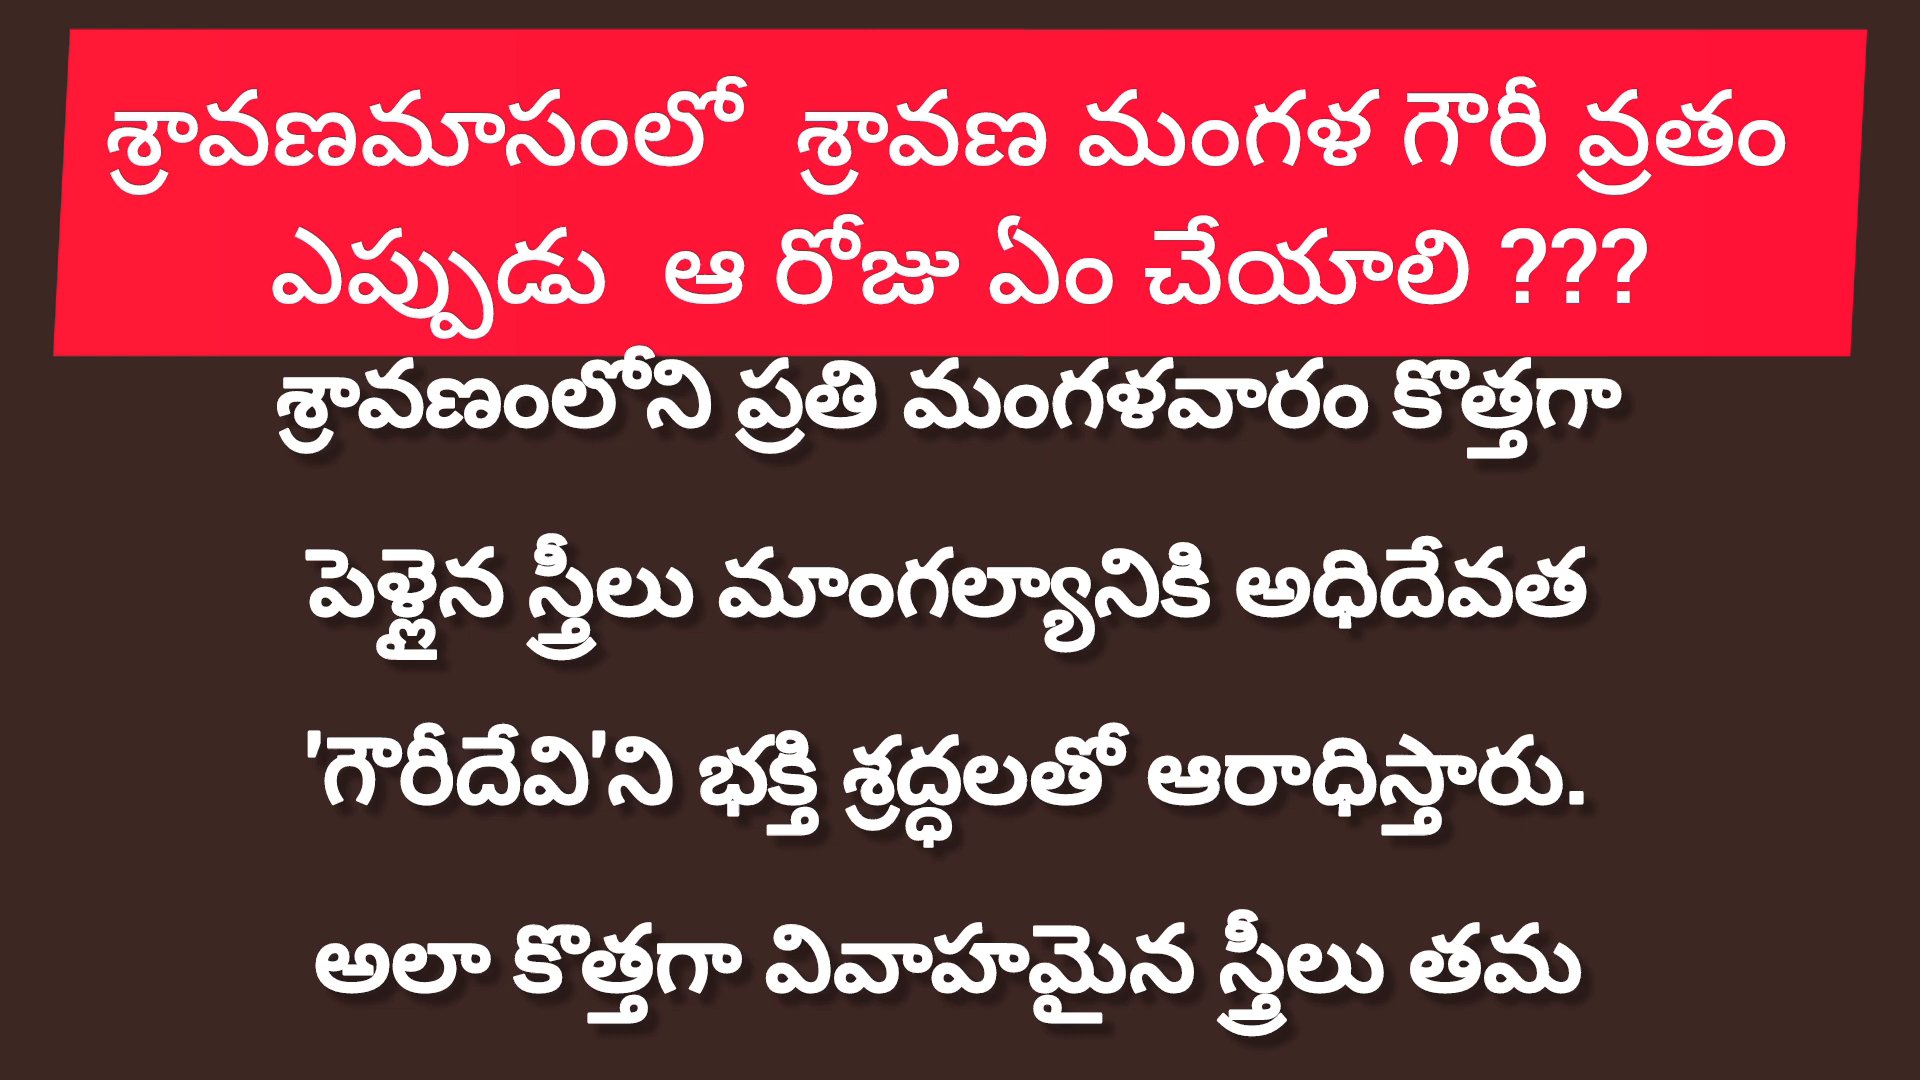 శ్రావణమాసంలో శ్రావణ మంగళ గౌరీ వ్రతం
ఎప్పుడు ఆ రోజు ఏం చేయాలి ???
శ్రావణంలోని ప్రతి మంగళవారం కొత్తగా
పెళ్లైన స్త్రీలు మాంగల్యానికి అధిదేవత
'గౌరీదేవి'ని భక్తి శ్రద్ధలతో ఆరాధిస్తారు.
అలా కొత్తగా వివాహమైన స్త్రీలు తమ